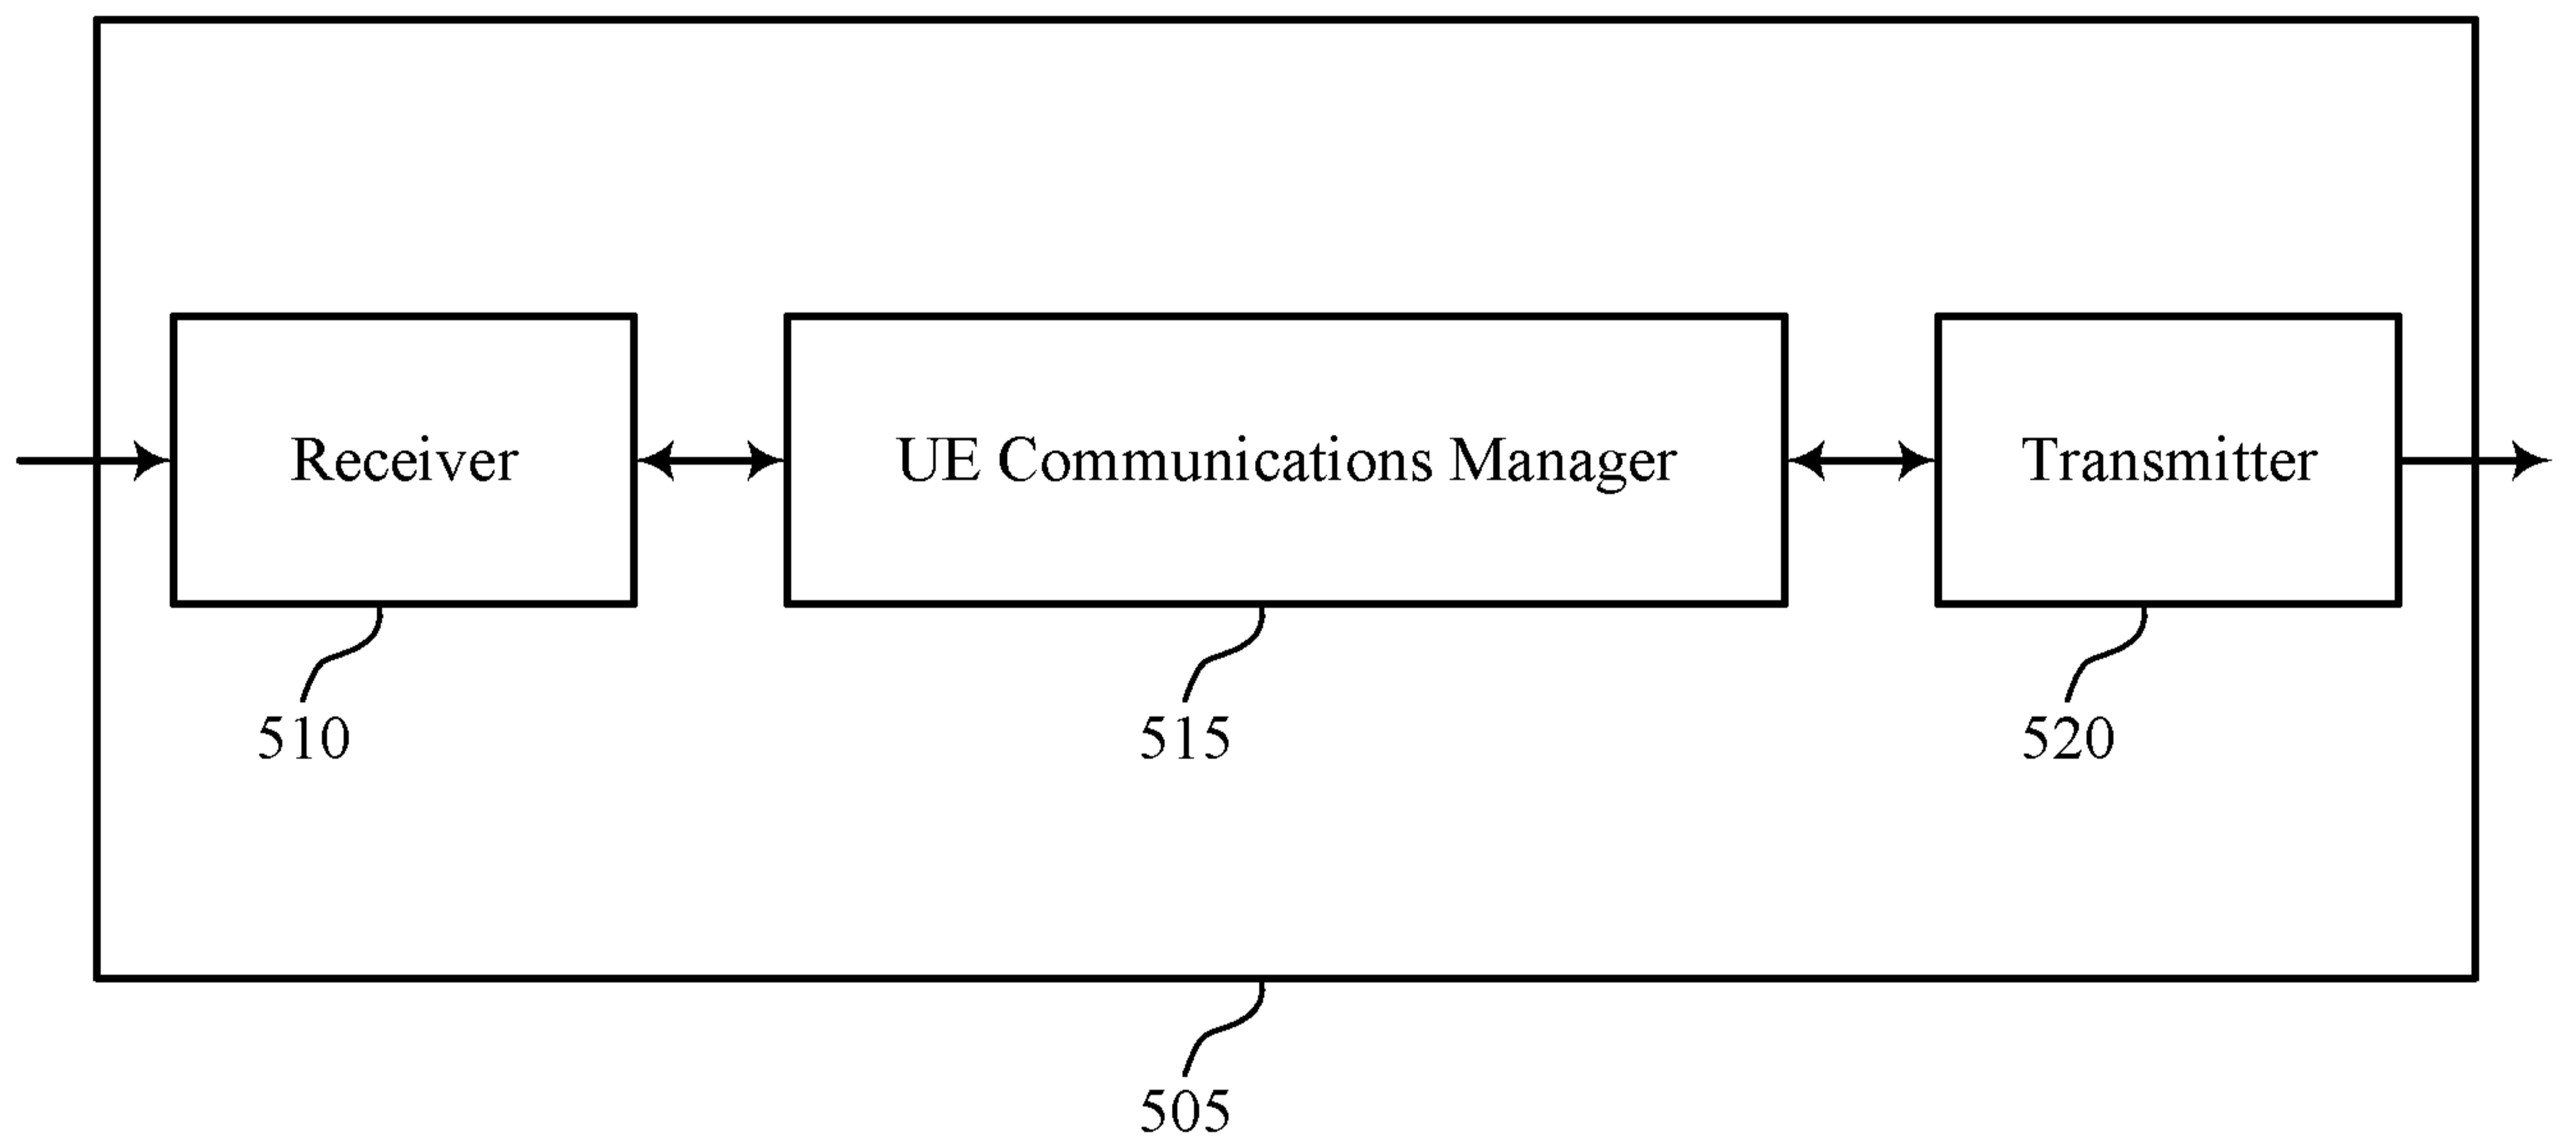 Receiver
UE Communications Manager
Transmitter
510
515
520
505